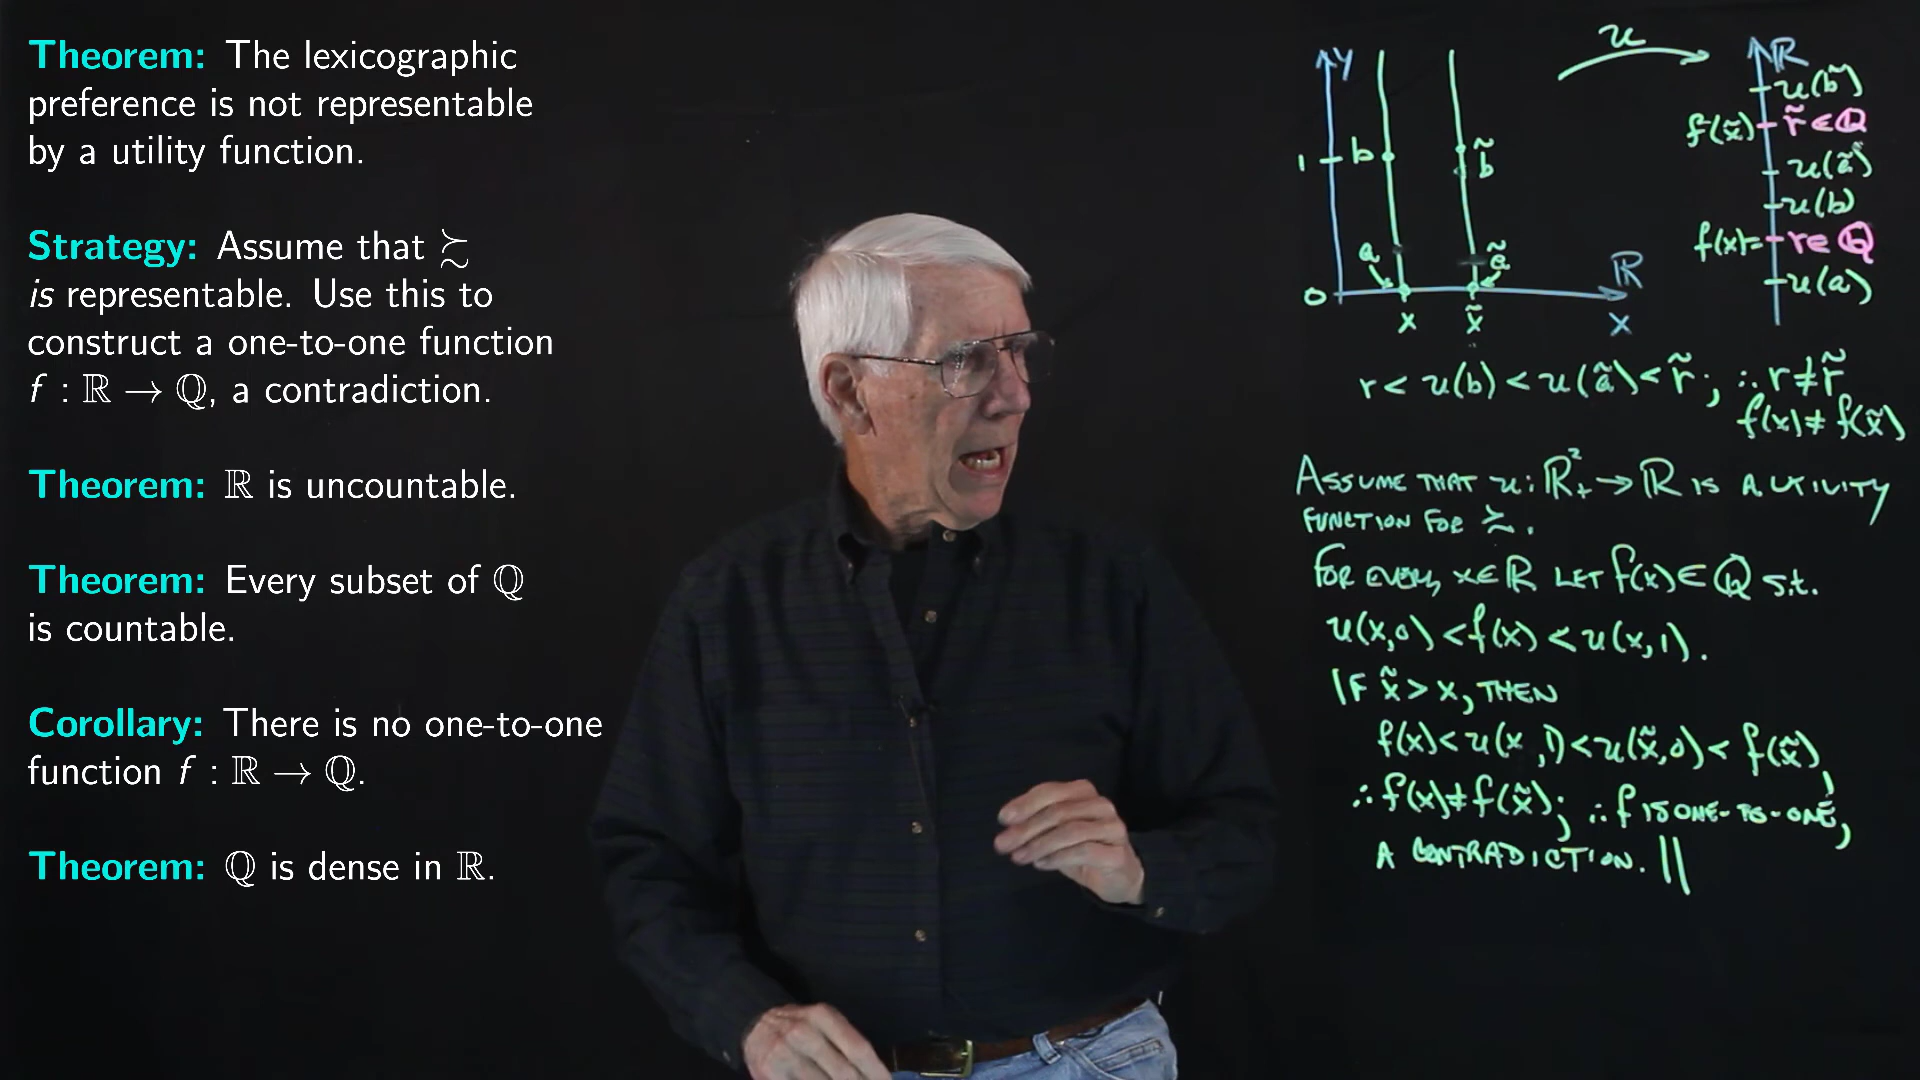 Theorem: The lexicographic
preference is not representable
by a utility function.
Strategy: Assume that ≿
is representable. Use this to
construct a one-to-one function
f : ℝ → ℚ, a contradiction.
Theorem: ℝ is uncountable.
Theorem: Every subset of ℚ
is countable.
Corollary: There is no one-to-one
function f : ℝ → ℚ.
Theorem: ℚ is dense in ℝ.
u
Y
ℝ
u(b̃)
f(x̃) r̃ ∈ ℚ
1 b b̃
u(ã)
u(b)
f(x)= r ∈ ℚ
a ã
ℝ
u(a)
0
x x̃ X
r < u(b) < u(ã) < r̃ ; ∴ r ≠ r̃
f(x) ≠ f(x̃)
ASSUME THAT u: ℝ²₊ → ℝ IS A UTILITY
FUNCTION FOR ≿.
FOR EVERY x ∈ ℝ LET f(x) ∈ ℚ s.t.
u(x,0) < f(x) < u(x,1).
IF x̃ > x, THEN
f(x) < u(x,1) < u(x̃,0) < f(x̃),
∴ f(x) ≠ f(x̃); ∴ f IS ONE-TO-ONE,
A CONTRADICTION. ||